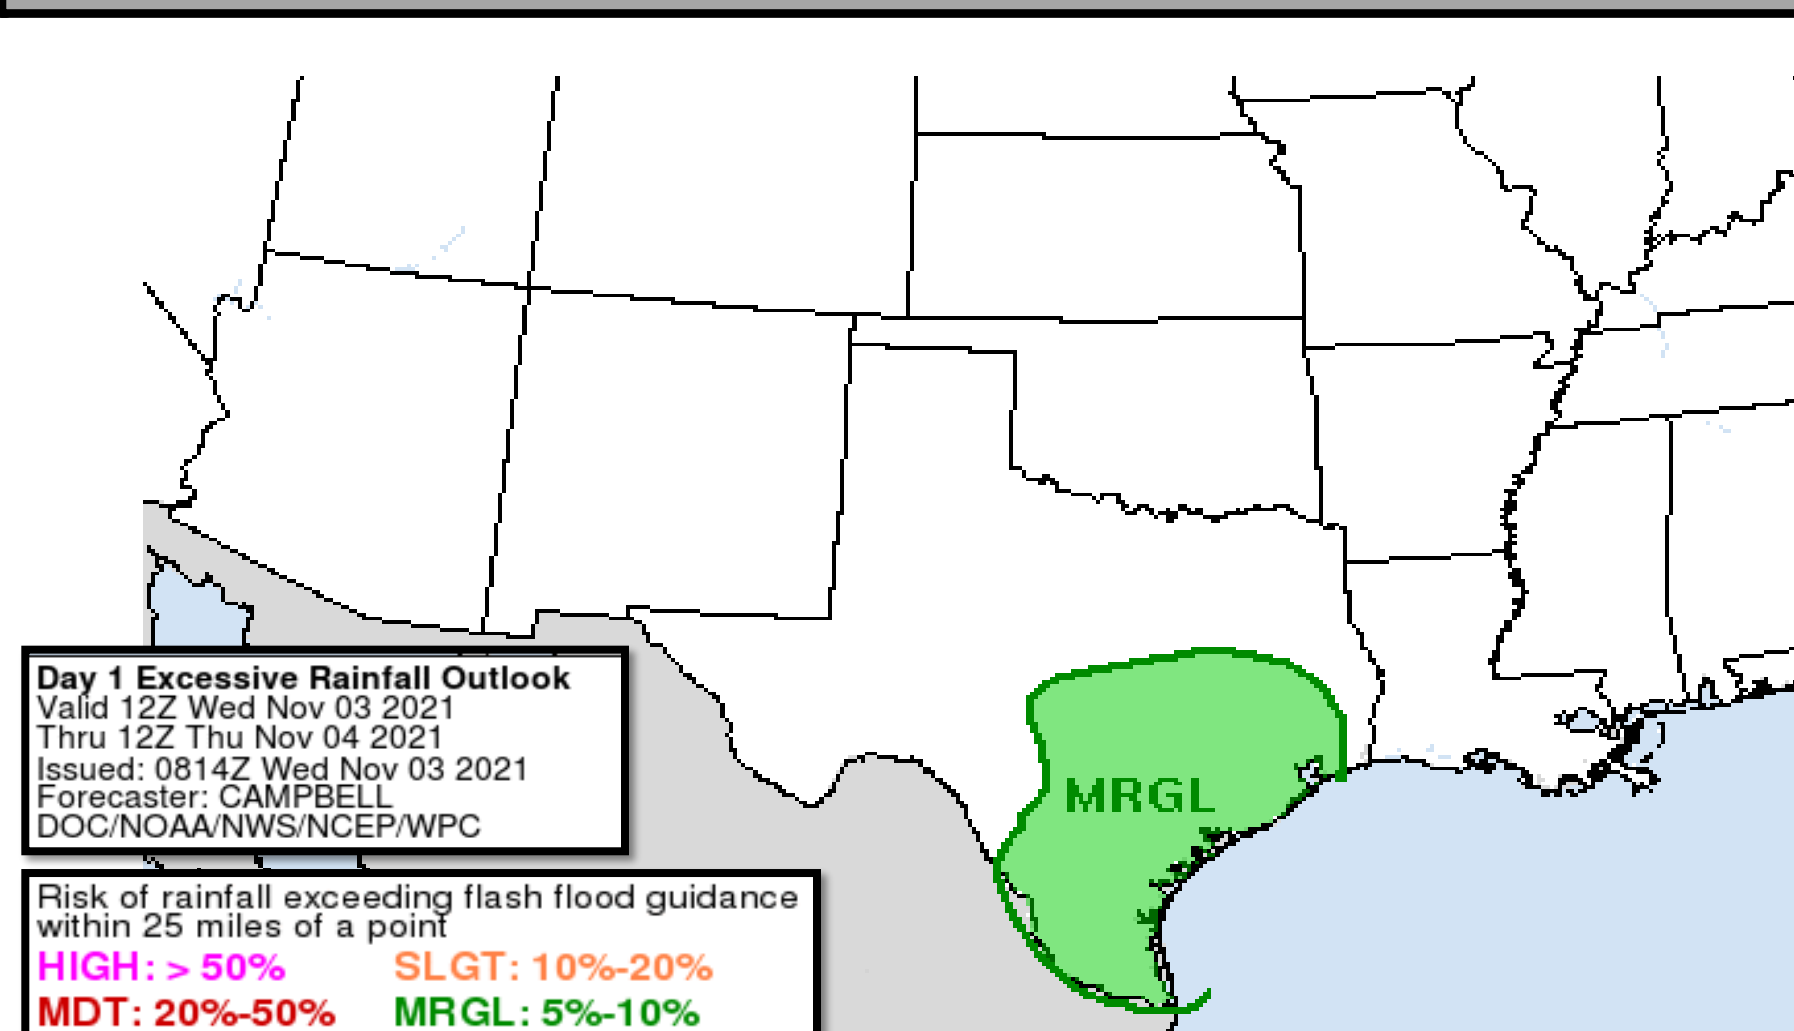 Day 1 Excessive Rainfall Outlook
Valid 12Z Wed Nov 03 2021
Thru 12Z Thu Nov 04 2021
Issued: 0814Z Wed Nov 03 2021
Forecaster: CAMPBELL
DOC/NOAA/NWS/NCEP/WPC
MRGL
Risk of rainfall exceeding flash flood guidance
within 25 miles of a point
HIGH: > 50% SLGT: 10%-20%
MDT: 20%-50% MRGL: 5%-10%